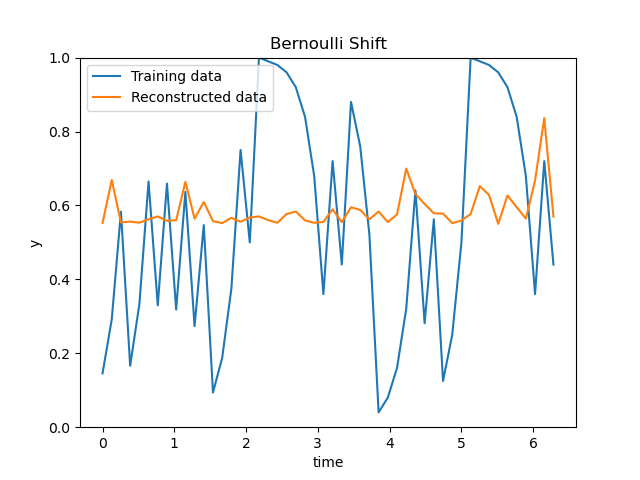 Bernoulli Shift
1.0
Training data
Reconstructed data
0.8
0.6
y
0.4
0.2
0.0
0 1 2 3 4 5 6
time